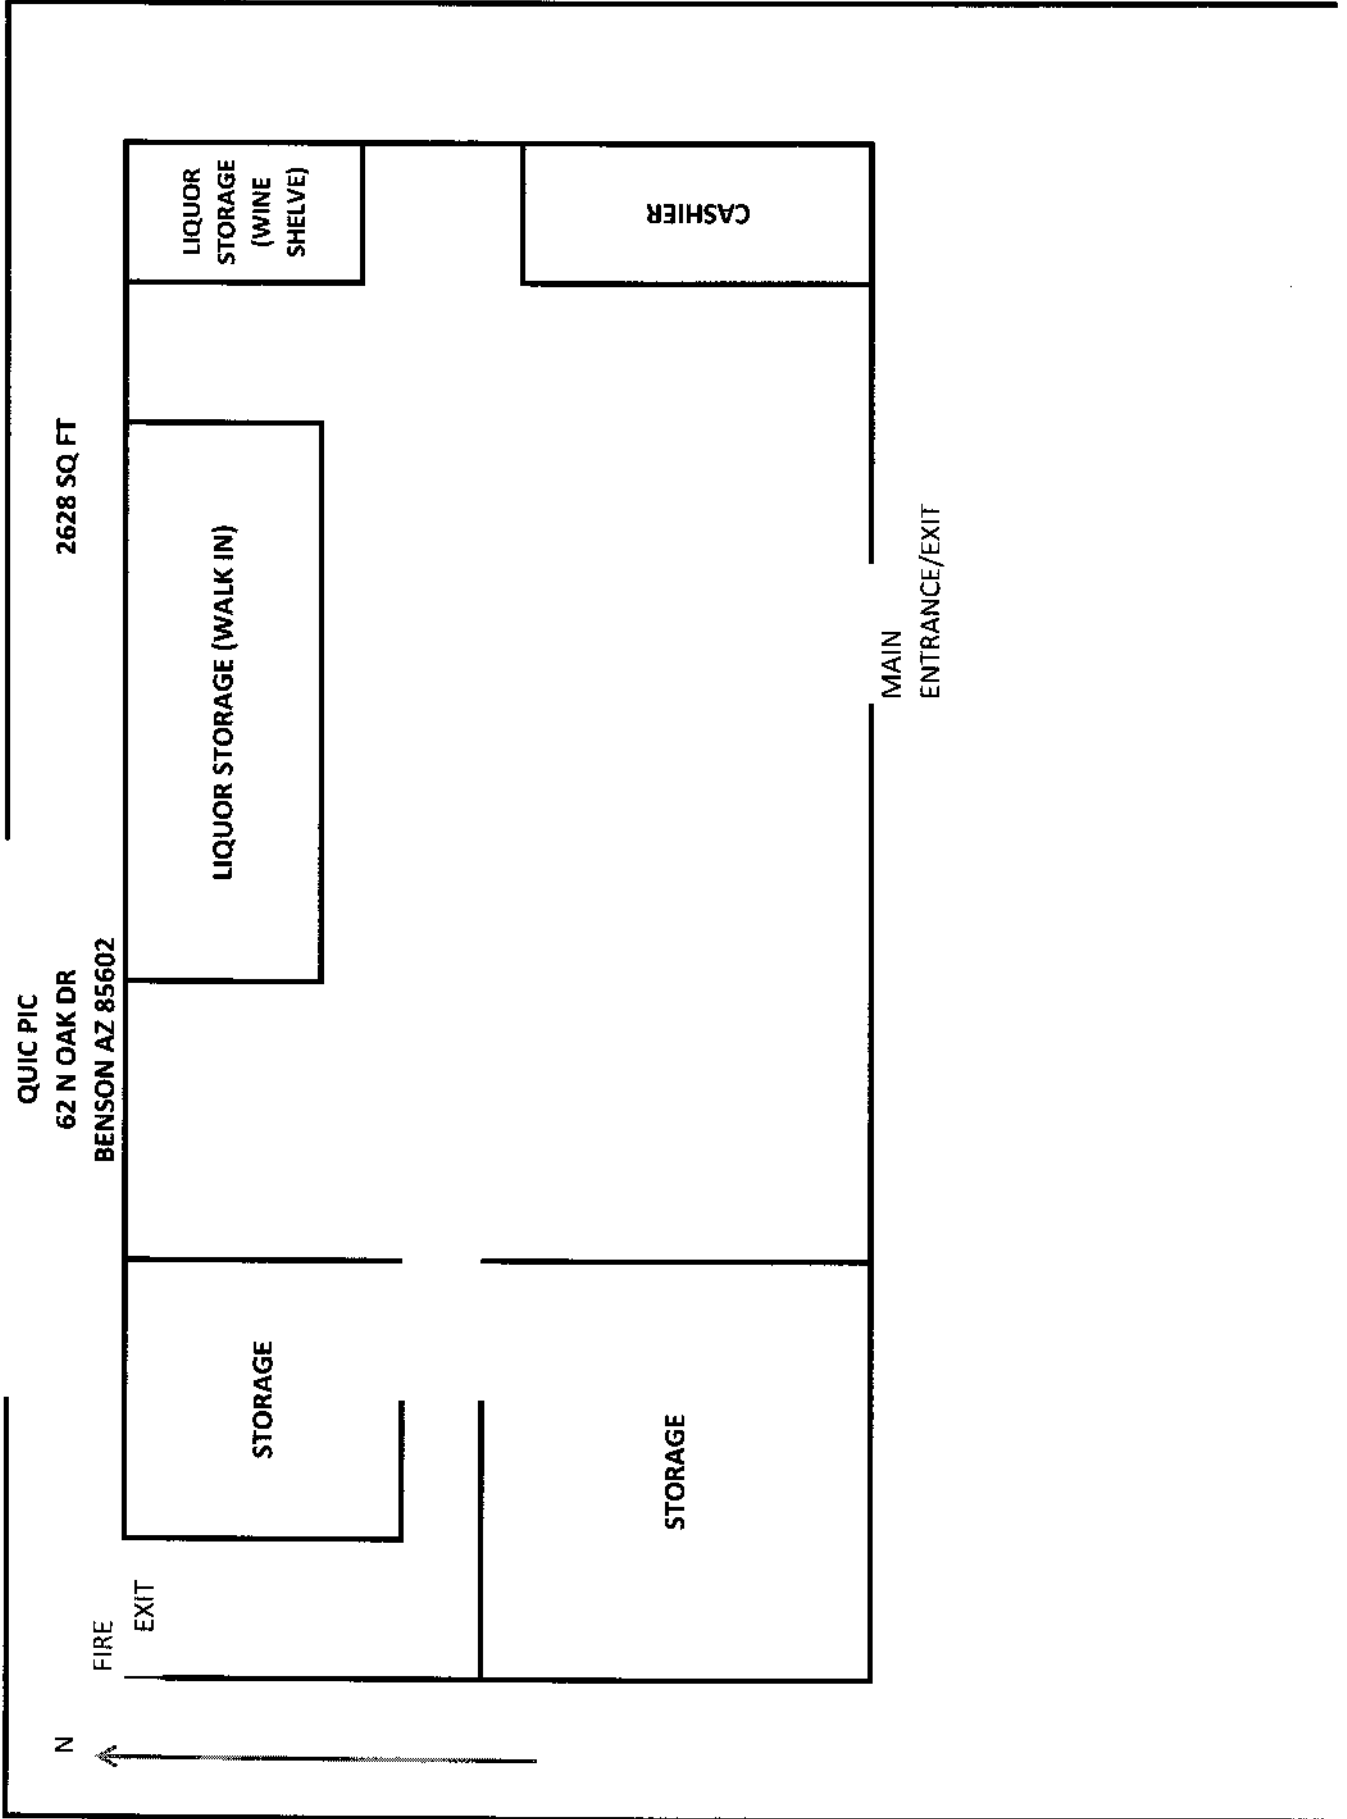 QUIC PIC
62 N OAK DR
2628 SQ FT
BENSON AZ 85602
N
FIRE
EXIT
STORAGE
LIQUOR STORAGE (WALK IN)
LIQUOR
STORAGE
(WINE
SHELVE)
STORAGE
CASHIER
MAIN
ENTRANCE/EXIT